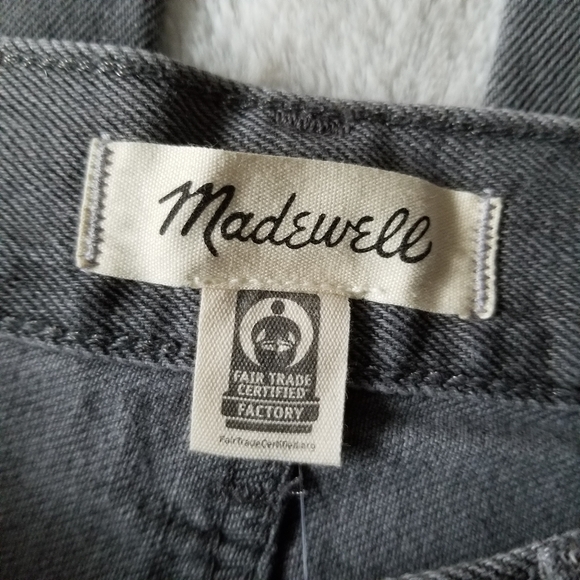 Madewell
FAIR TRADE
CERTIFIED
FACTORY
FairTradeCertified.org